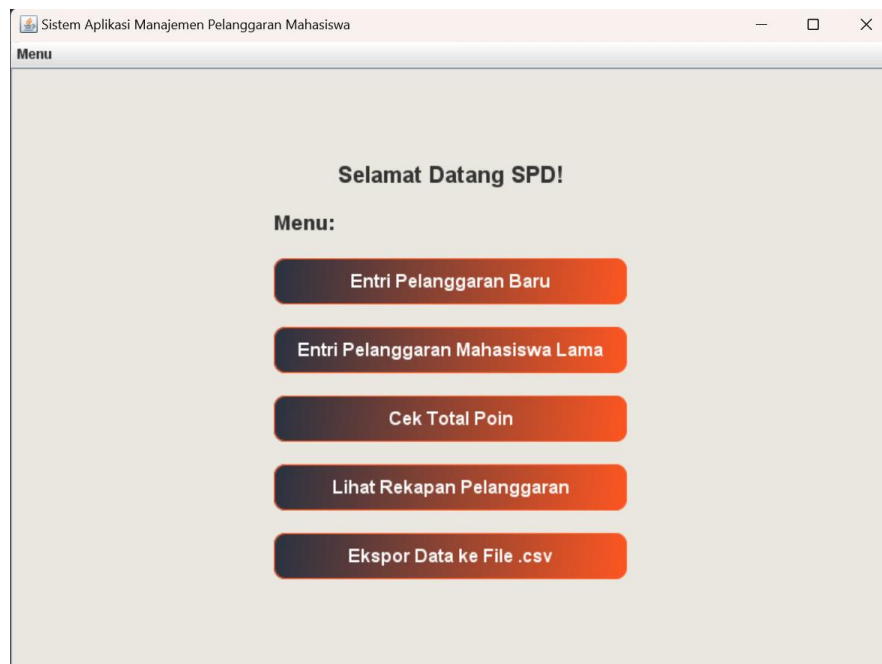 Sistem Aplikasi Manajemen Pelanggaran Mahasiswa
Menu
Selamat Datang SPD!
Menu:
Entri Pelanggaran Baru
Entri Pelanggaran Mahasiswa Lama
Cek Total Poin
Lihat Rekapan Pelanggaran
Ekspor Data ke File .csv